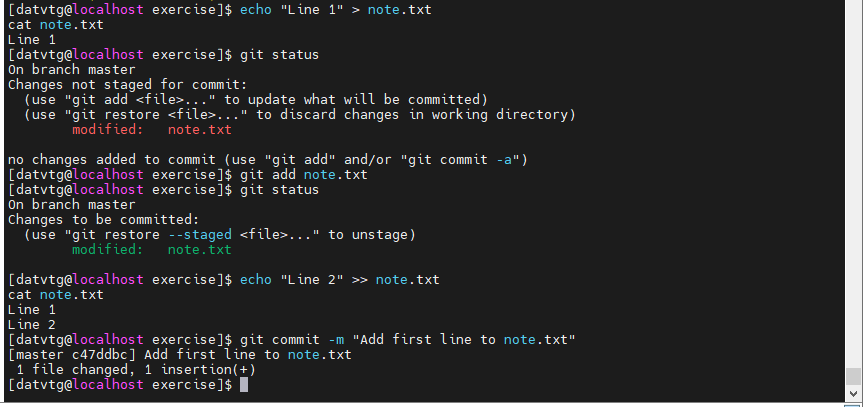 [datvtg@localhost exercise]$ echo "Line 1" > note.txt
cat note.txt
Line 1
[datvtg@localhost exercise]$ git status
On branch master
Changes not staged for commit:
  (use "git add <file>..." to update what will be committed)
  (use "git restore <file>..." to discard changes in working directory)
        modified:   note.txt

no changes added to commit (use "git add" and/or "git commit -a")
[datvtg@localhost exercise]$ git add note.txt
[datvtg@localhost exercise]$ git status
On branch master
Changes to be committed:
  (use "git restore --staged <file>..." to unstage)
        modified:   note.txt

[datvtg@localhost exercise]$ echo "Line 2" >> note.txt
cat note.txt
Line 1
Line 2
[datvtg@localhost exercise]$ git commit -m "Add first line to note.txt"
[master c47ddbc] Add first line to note.txt
 1 file changed, 1 insertion(+)
[datvtg@localhost exercise]$